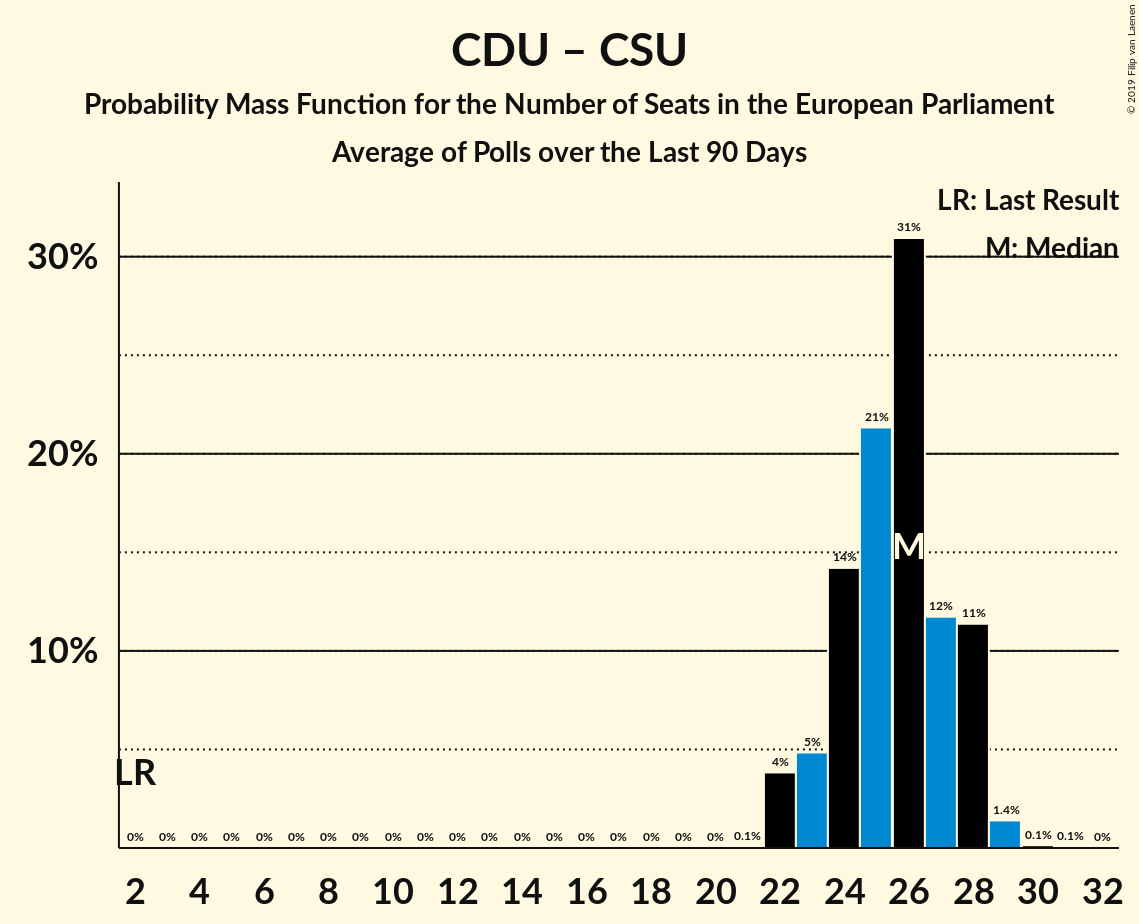 CDU – CSU
Probability Mass Function for the Number of Seats in the European Parliament
Average of Polls over the Last 90 Days
© 2019 Filip van Laenen
LR: Last Result
M: Median
30%
20%
10%
31%
21%
14%
M
12%
11%
5%
4%
1.4%
LR
0% 0% 0% 0% 0% 0% 0% 0% 0% 0% 0% 0% 0% 0% 0% 0% 0% 0% 0% 0.1% 0.1% 0.1% 0%
2 4 6 8 10 12 14 16 18 20 22 24 26 28 30 32